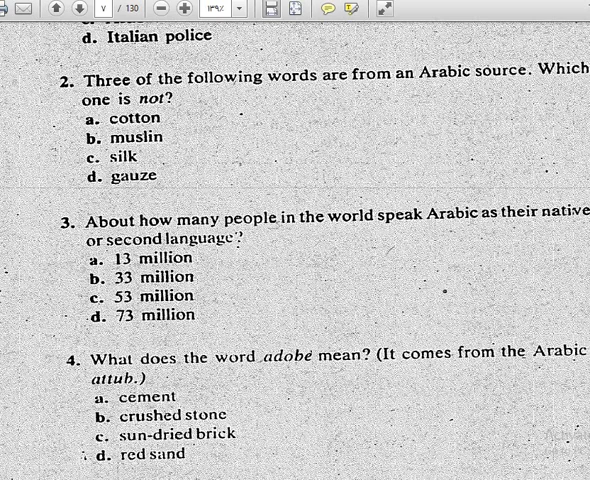 ٧ / 130 ١٣٩٪
d. Italian police
2. Three of the following words are from an Arabic source. Which
one is not?
a. cotton
b. muslin
c. silk
d. gauze
3. About how many people in the world speak Arabic as their native
or second language?
a. 13 million
b. 33 million
c. 53 million
d. 73 million
4. What does the word adobe mean? (It comes from the Arabic
attub.)
a. cement
b. crushed stone
c. sun-dried brick
d. red sand